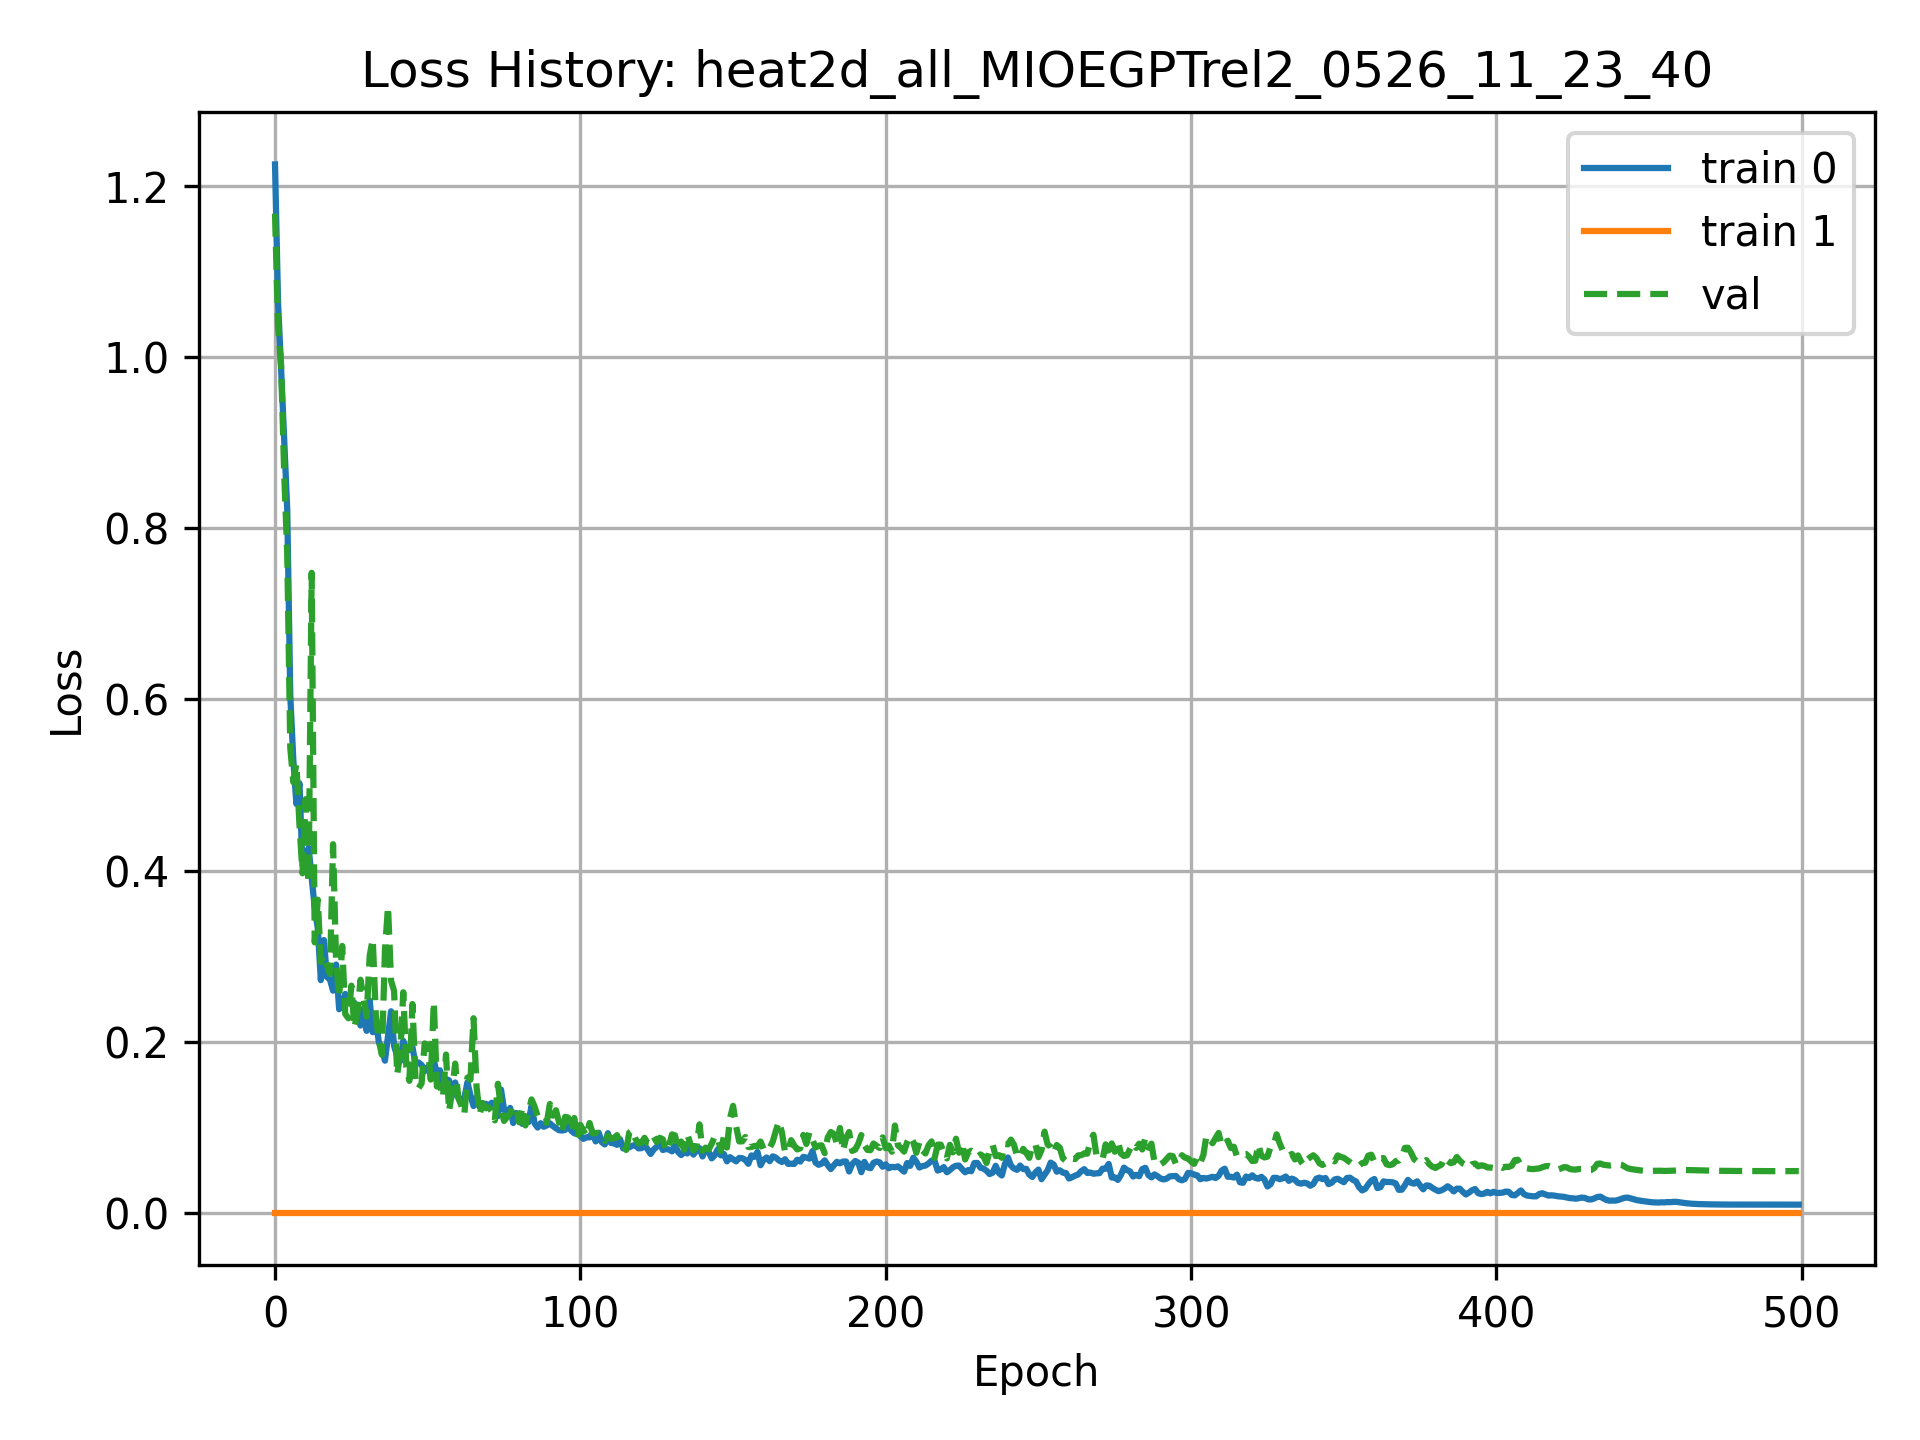 Loss History: heat2d_all_MIOEGPTrel2_0526_11_23_40
train 0
train 1
val
Loss
1.2
1.0
0.8
0.6
0.4
0.2
0.0
0 100 200 300 400 500
Epoch